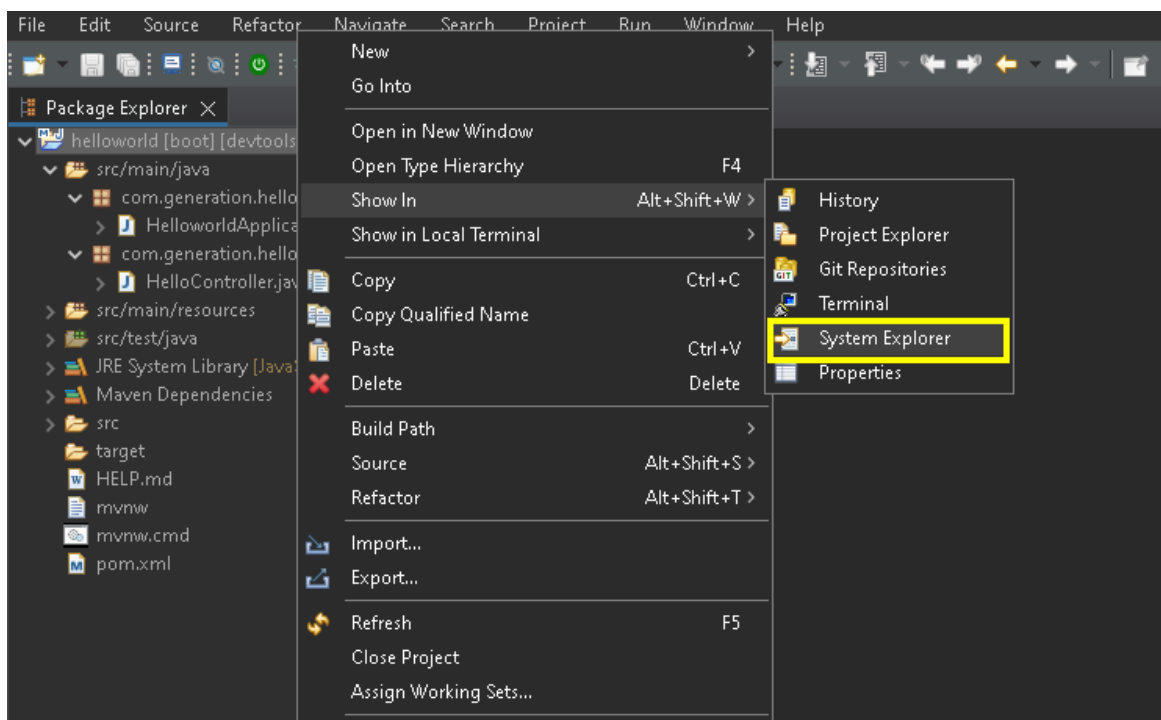 File Edit Source Refactor Navigate Search Project Run Window Help
Package Explorer
helloworld [boot] [devtools
src/main/java
com.generation.hello
HelloworldApplica
com.generation.hello
HelloController.jav
src/main/resources
src/test/java
JRE System Library [Java
Maven Dependencies
src
target
HELP.md
mvnw
mvnw.cmd
pom.xml
New
Go Into
Open in New Window
Open Type Hierarchy F4
Show In Alt+Shift+W >
Show in Local Terminal
Copy Ctrl+C
Copy Qualified Name
Paste Ctrl+V
Delete Delete
Build Path
Source Alt+Shift+S >
Refactor Alt+Shift+T >
Import...
Export...
Refresh F5
Close Project
Assign Working Sets...
History
Project Explorer
GIT Git Repositories
Terminal
System Explorer
Properties